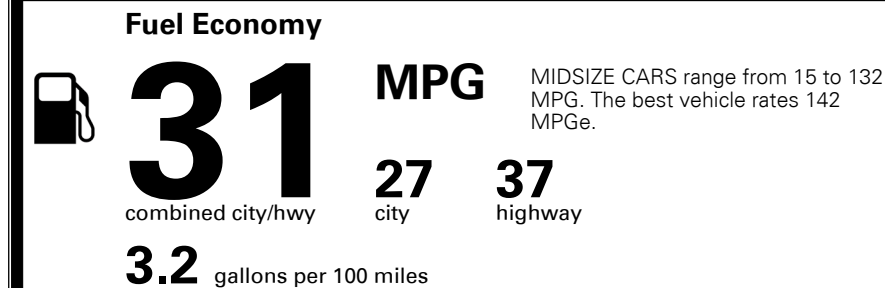 Fuel Economy
31 MPG
MIDSIZE CARS range from 15 to 132
MPG. The best vehicle rates 142
MPGe.
27 37
combined city/hwy city highway
3.2 gallons per 100 miles